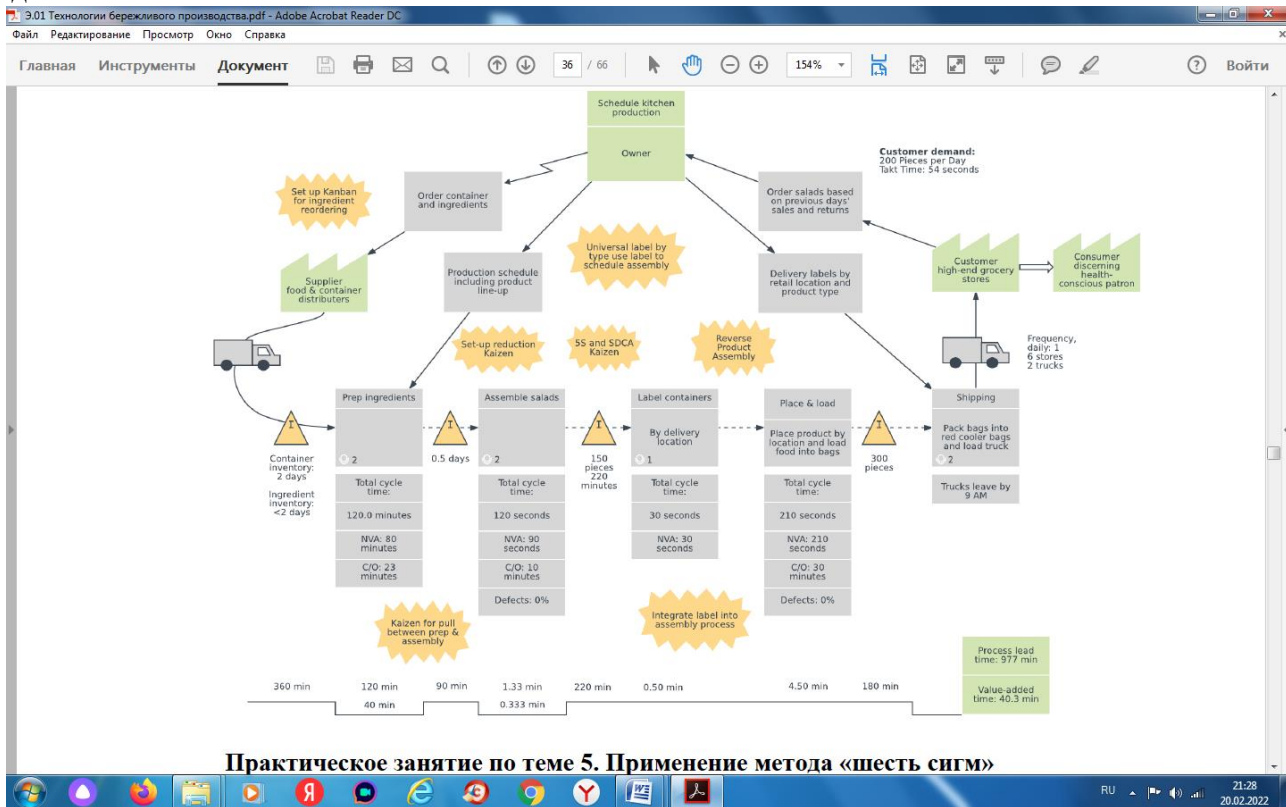 Э.01 Технологии бережливого производства.pdf - Adobe Acrobat Reader DC
Файл Редактирование Просмотр Окно Справка
Главная Инструменты Документ 36 / 66 154% Войти
Schedule kitchen
production
Owner
Customer demand:
200 Pieces per Day
Takt Time: 54 seconds
Set up Kanban
for ingredient
reordering
Order container
and ingredients
Order salads based
on previous days'
sales and returns
Universal label by
type use label to
schedule assembly
Supplier
food & container
distributers
Production schedule
including product
line-up
Delivery labels by
retail location and
product type
Customer
high-end grocery
stores
Consumer
discerning
health-
conscious patron
Set-up reduction
Kaizen
5S and SDCA
Kaizen
Reverse
Product
Assembly
Frequency,
daily: 1
6 stores
2 trucks
I
Container
inventory:
2 days
Ingredient
inventory:
<2 days
Prep ingredients
2
Total cycle
time:
120.0 minutes
NVA: 80
minutes
C/O: 23
minutes
I
0.5 days
Assemble salads
2
Total cycle
time:
120 seconds
NVA: 90
seconds
C/O: 10
minutes
Defects: 0%
I
150
pieces
220
minutes
Label containers
By delivery
location
1
Total cycle
time:
30 seconds
NVA: 30
seconds
Place & load
Place product by
location and load
food into bags
Total cycle
time:
210 seconds
NVA: 210
seconds
C/O: 30
minutes
Defects: 0%
I
300
pieces
Shipping
Pack bags into
red cooler bags
and load truck
2
Trucks leave by
9 AM
Kaizen for pull
between prep &
assembly
Integrate label into
assembly process
Process lead
time: 977 min
Value-added
time: 40.3 min
360 min 120 min 90 min 1.33 min 220 min 0.50 min 4.50 min 180 min
40 min 0.333 min
Практическое занятие по теме 5. Применение метода «шесть сигм»
RU 21:28
20.02.2022